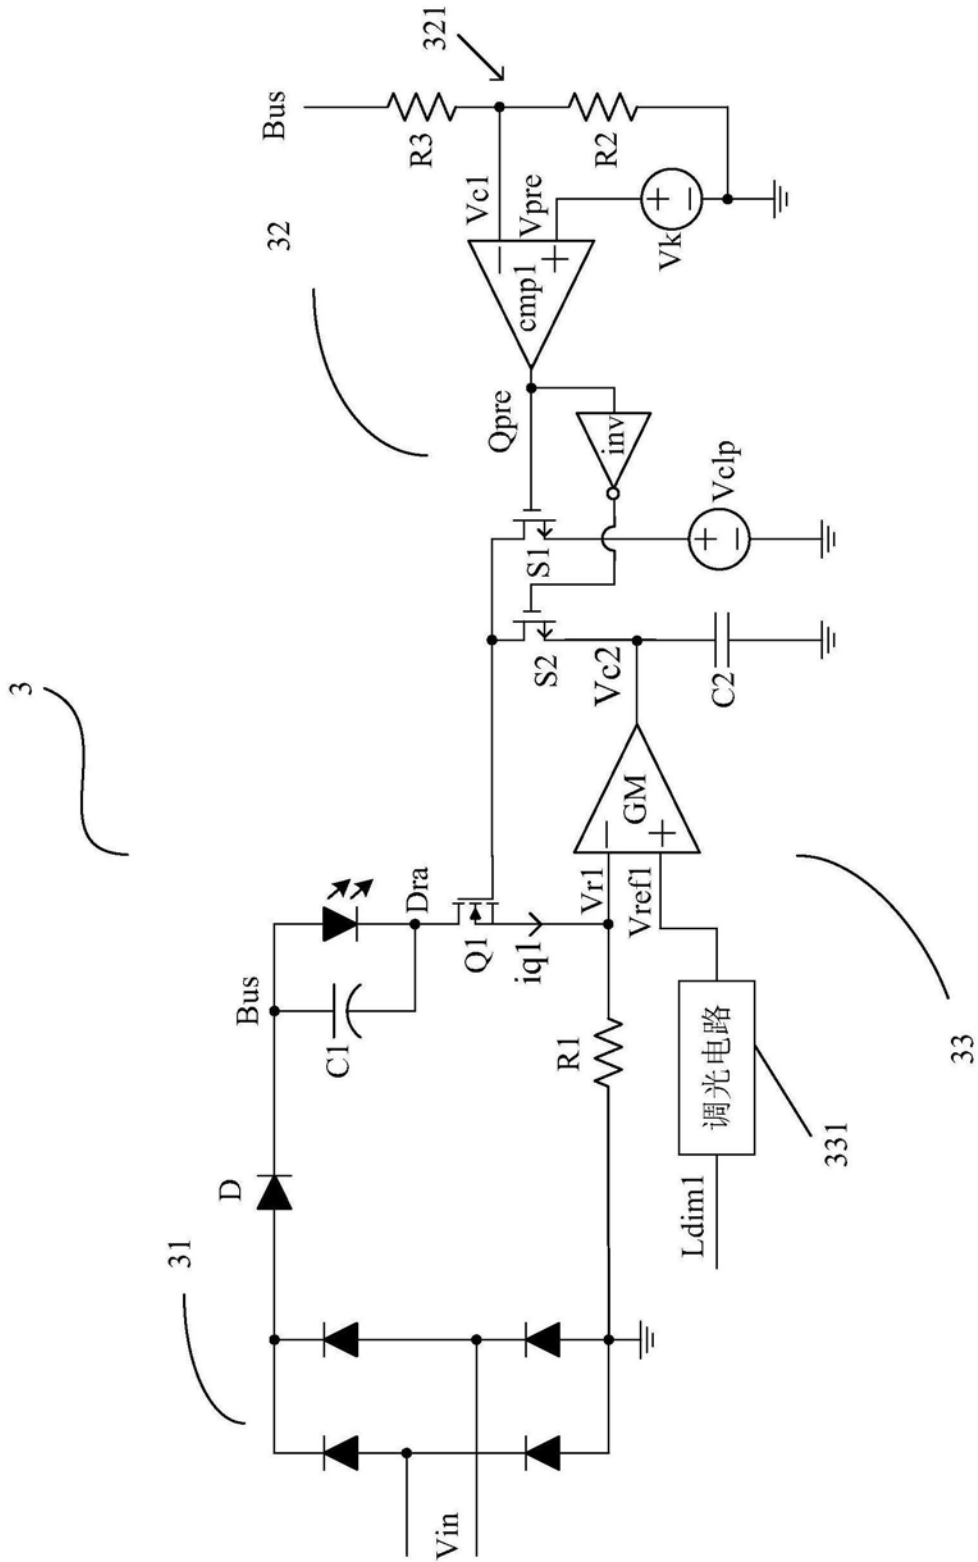 3
31
D
Bus
C1
Dra
Q1
iq1
Vin
R1
Vr1
Vref1
−
+
GM
Ldim1
调光电路
331
33
32
321
Bus
R3
R2
Vc1
Vpre
−
+
cmp1
Vk
+
−
Qpre
inv
S1
S2
Vc2
C2
Vclp
+
−